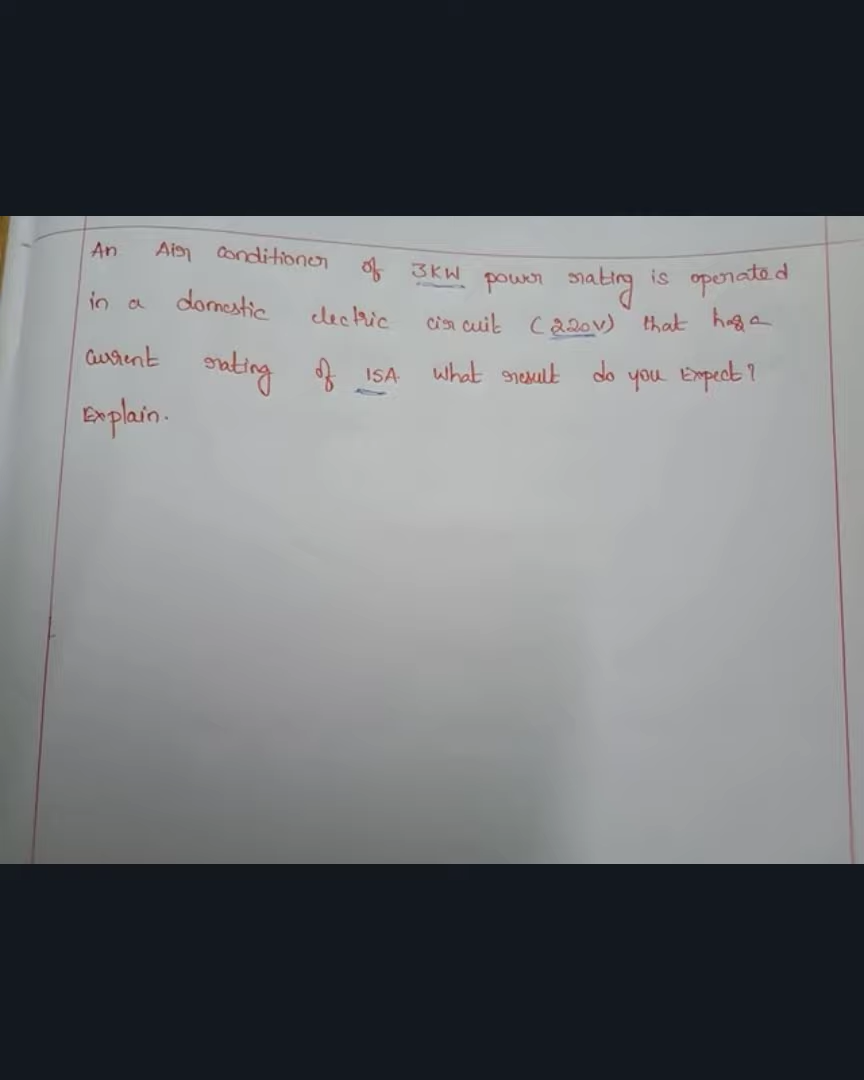 An Air conditioner of 3KW power rating is operated
in a domestic electric circuit (220V) that has a
current rating of 15A. What result do you Expect?
Explain.